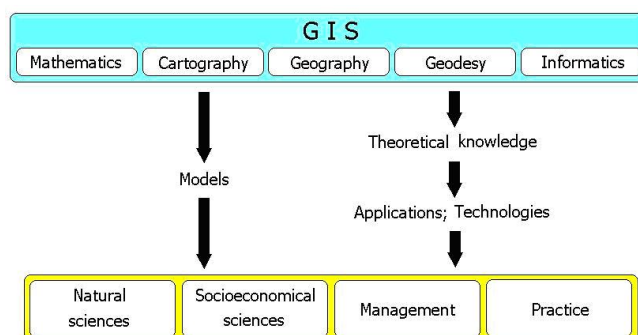 G I S
Mathematics
Cartography
Geography
Geodesy
Informatics
Theoretical knowledge
Models
Applications; Technologies
Natural
sciences
Socioeconomical
sciences
Management
Practice